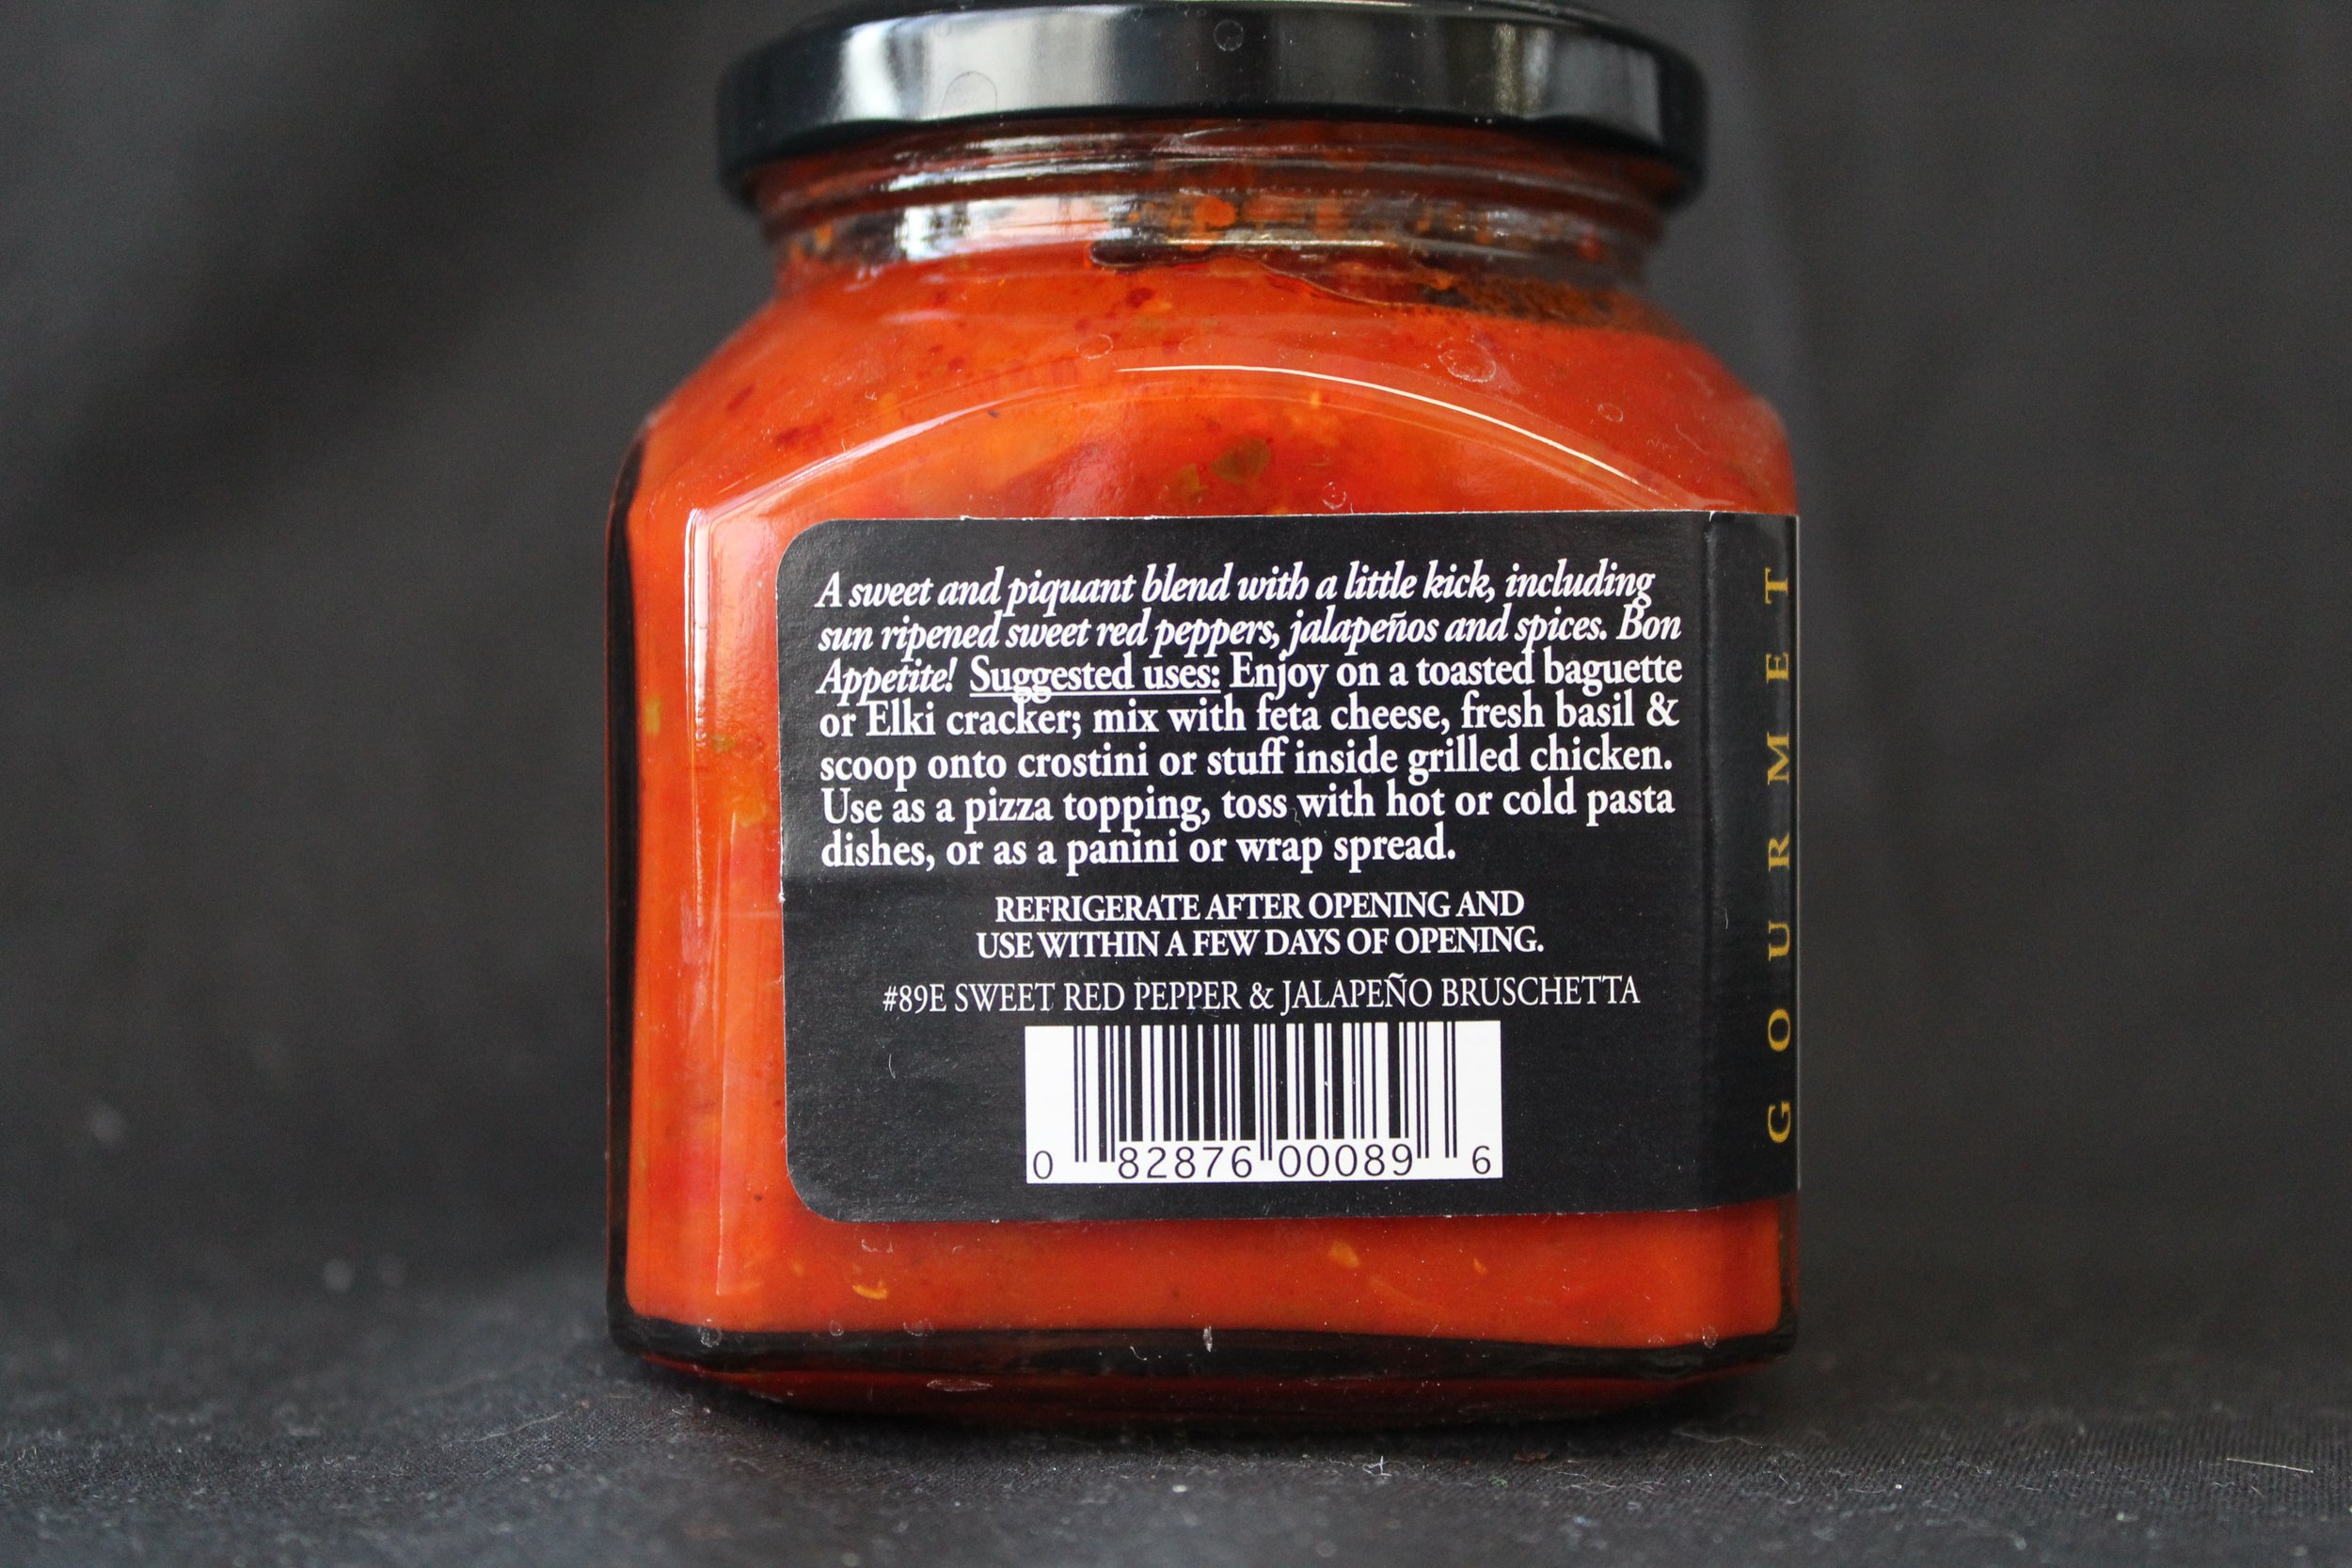 A sweet and piquant blend with a little kick, including
sun ripened sweet red peppers, jalapeños and spices. Bon
Appetite! Suggested uses: Enjoy on a toasted baguette
or Elki cracker; mix with feta cheese, fresh basil &
scoop onto crostini or stuff inside grilled chicken.
Use as a pizza topping, toss with hot or cold pasta
dishes, or as a panini or wrap spread.
REFRIGERATE AFTER OPENING AND
USE WITHIN A FEW DAYS OF OPENING.
#89E SWEET RED PEPPER & JALAPEÑO BRUSCHETTA
0 82876 00089 6
GOURMET